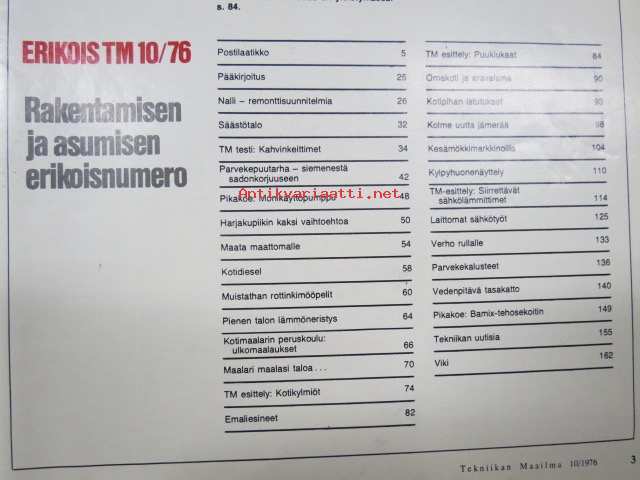 s. 84.
ERIKOIS TM 10/76
Rakentamisen
ja asumisen
erikoisnumero
Postilaatikko 5
Pääkirjoitus 25
Nalli – remonttisuunnitelmia 26
Säästötalo 32
TM testi: Kahvinkeittimet 34
Parvekepuutarha – siemenestä
sadonkorjuuseen 42
Pikakoe: Monikäyttöpumppu 48
Harjakupiikin kaksi vaihtoehtoa 50
Maata maattomalle 54
Kotidiesel 58
Muistathan rottinkimööpelit 60
Pienen talon lämmöneristys 64
Kotimaalarin peruskoulu:
ulkomaalaukset 66
Maalari maalasi taloa... 70
TM esittely: Kotikylmiöt 74
Emaliesineet 82
TM esittely: Puukiukaat 84
Omakoti ja 90
Kotipihan laatukset 93
Kolme uutta jämerää 98
Kesämökkimarkkinoilla 104
Kylpyhuonenäyttely 110
TM-esittely: Siirrettävät
sähkölämmittimet 114
Laittomat sähkötyöt 125
Verho rullalle 133
Parvekekalusteet 136
Vedenpitävä tasakatto 140
Pikakoe: Bamix-tehosekoitin 149
Tekniikan uutisia 155
Viki 162
Antikvariaatti.net
Tekniikan Maailma 10/1976 3